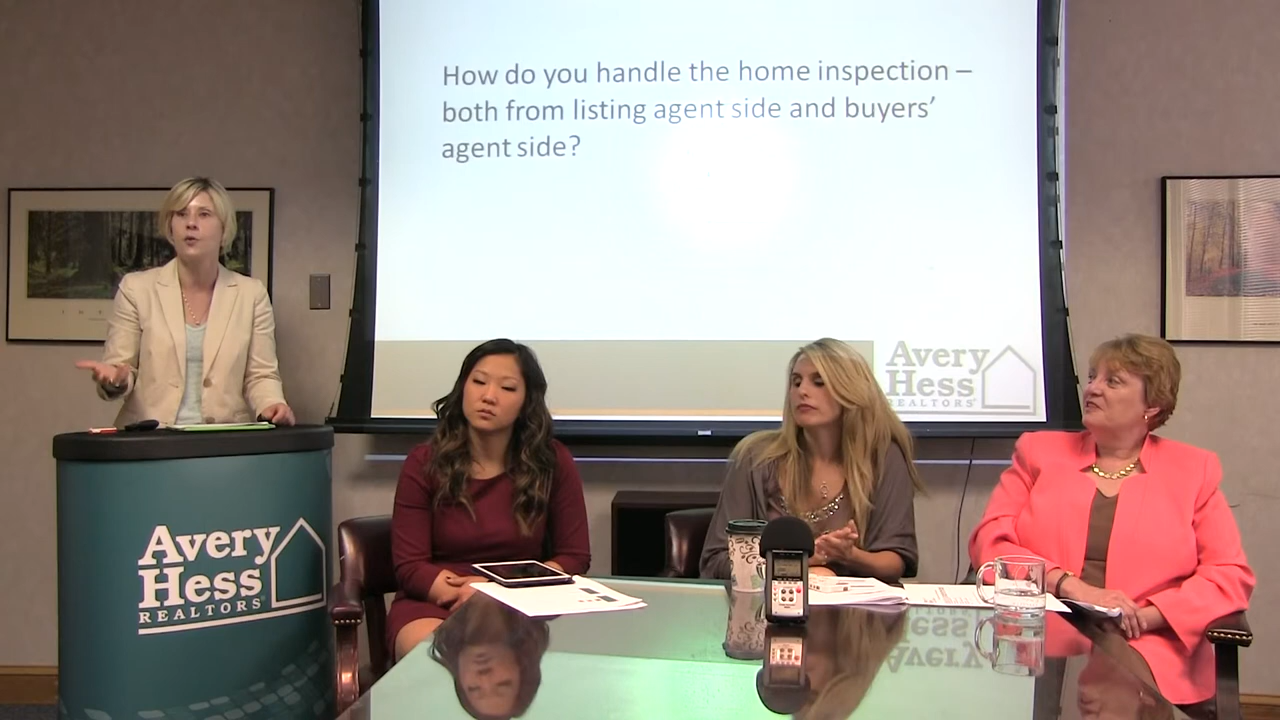 How do you handle the home inspection –
both from listing agent side and buyers’
agent side?
Avery
Hess
REALTORS®
Avery
Hess
REALTORS®